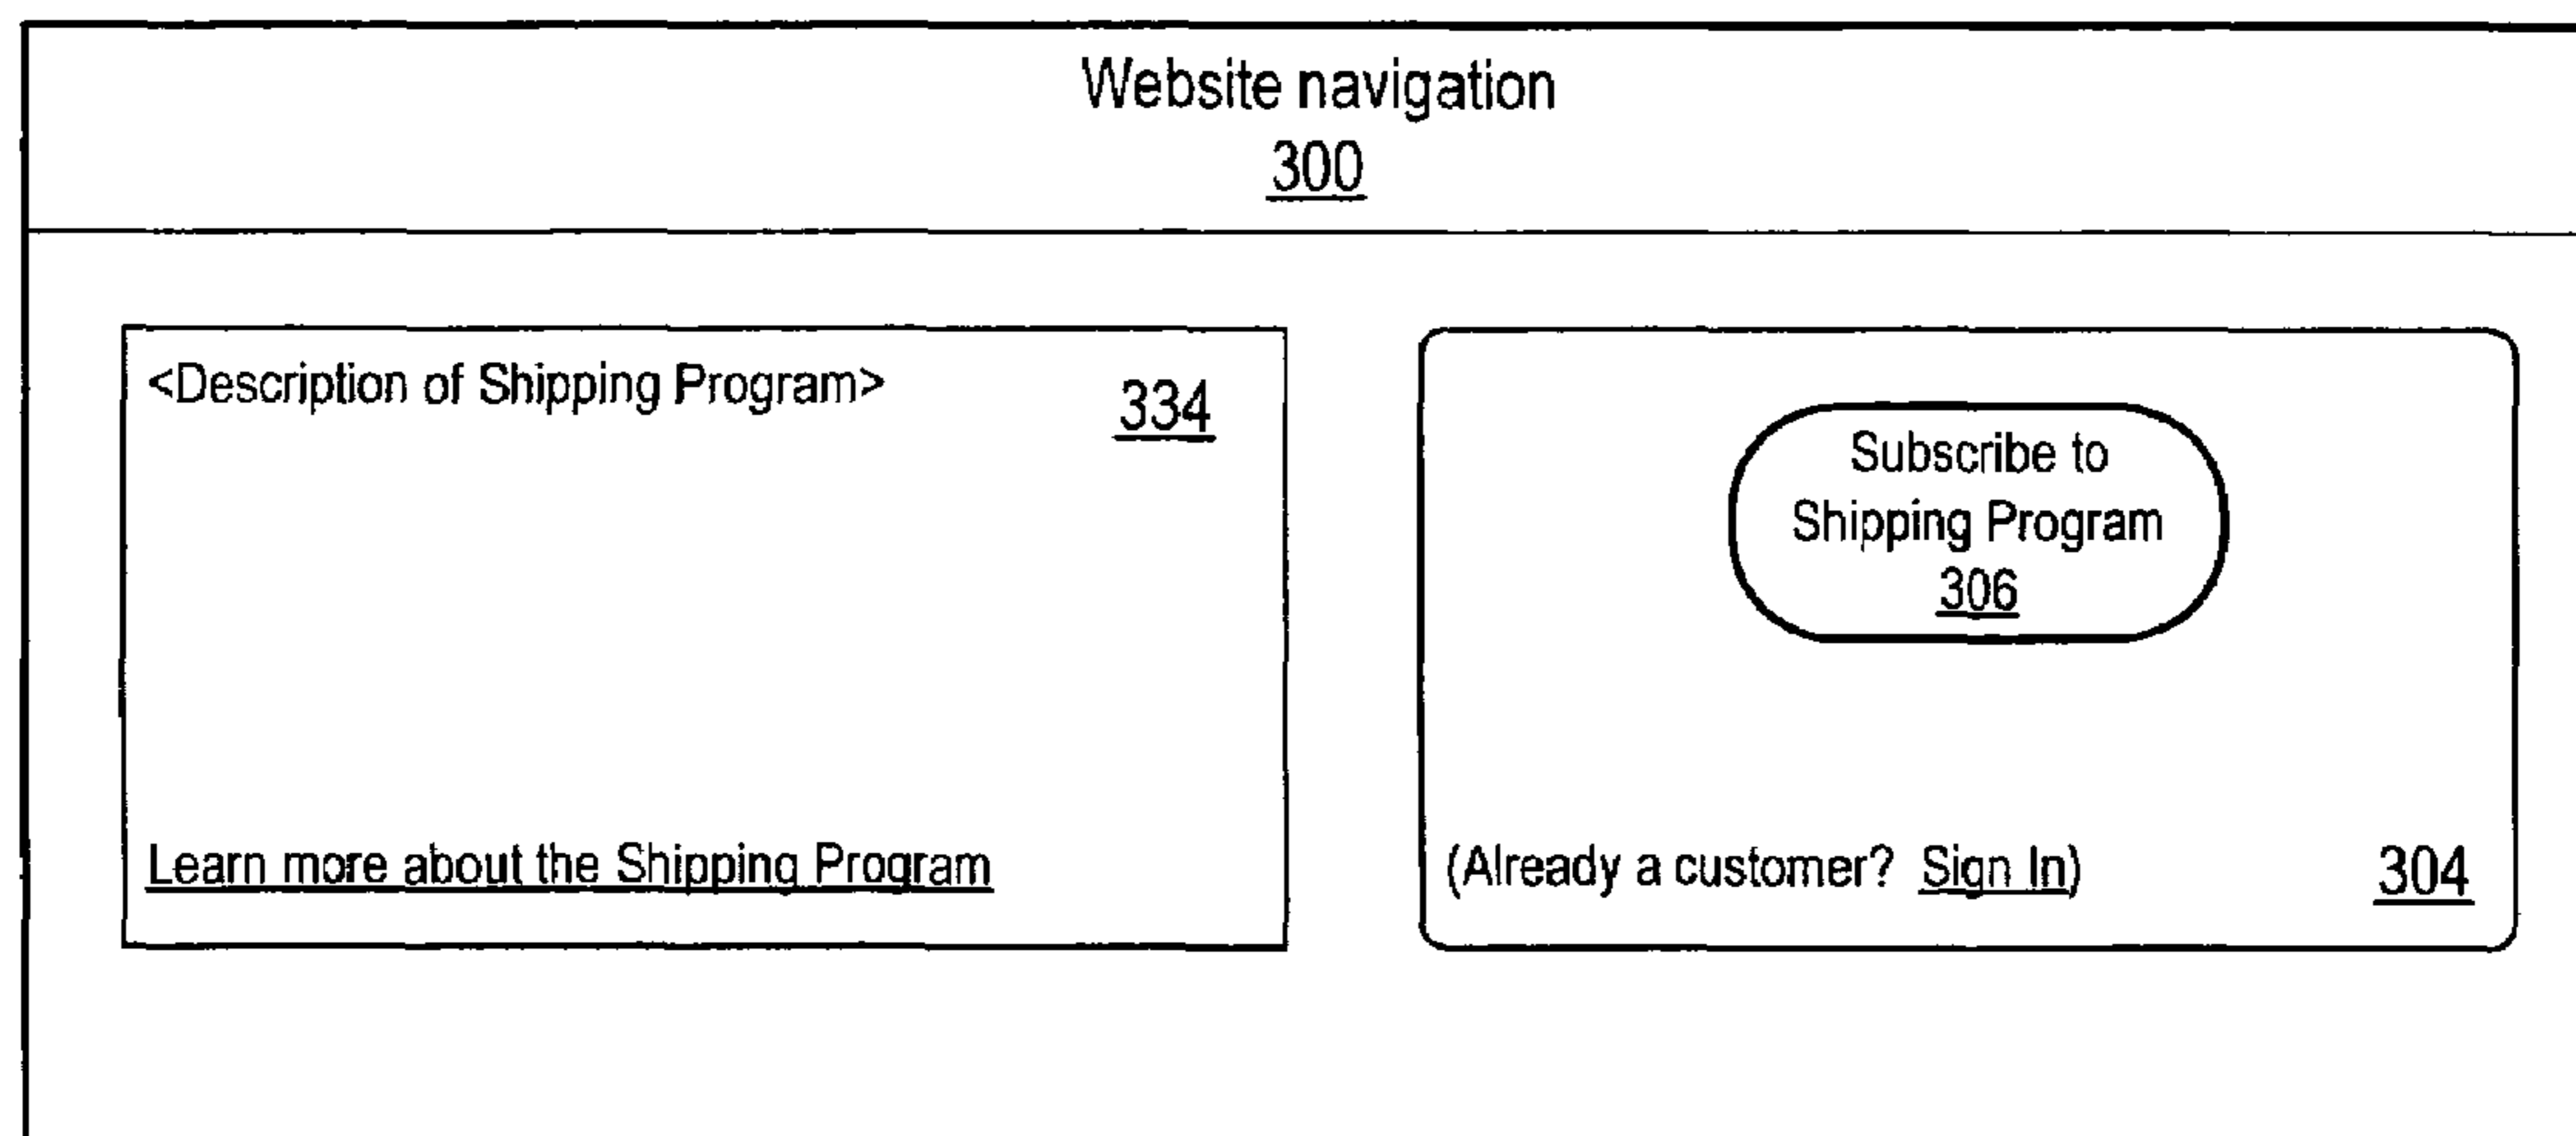 Website navigation
300
<Description of Shipping Program>
334
Learn more about the Shipping Program
Subscribe to
Shipping Program
306
(Already a customer? Sign In)
304